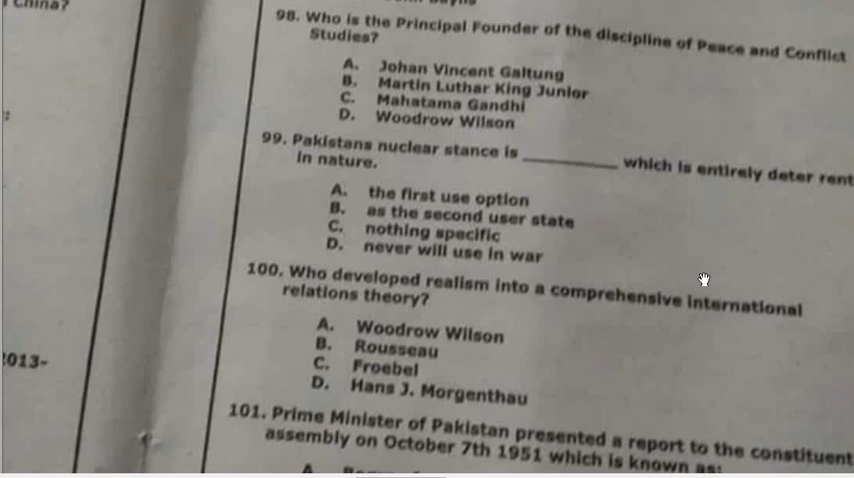 China?
98. Who is the Principal Founder of the discipline of Peace and Conflict
Studies?
A. Johan Vincent Galtung
B. Martin Luthar King Junior
C. Mahatama Gandhi
D. Woodrow Wilson
99. Pakistans nuclear stance is __________ which is entirely deter rent
in nature.
A. the first use option
B. as the second user state
C. nothing specific
D. never will use in war
100. Who developed realism into a comprehensive international
relations theory?
A. Woodrow Wilson
B. Rousseau
C. Froebel
D. Hans J. Morgenthau
2013-
101. Prime Minister of Pakistan presented a report to the constituent
assembly on October 7th 1951 which is known as:
A.